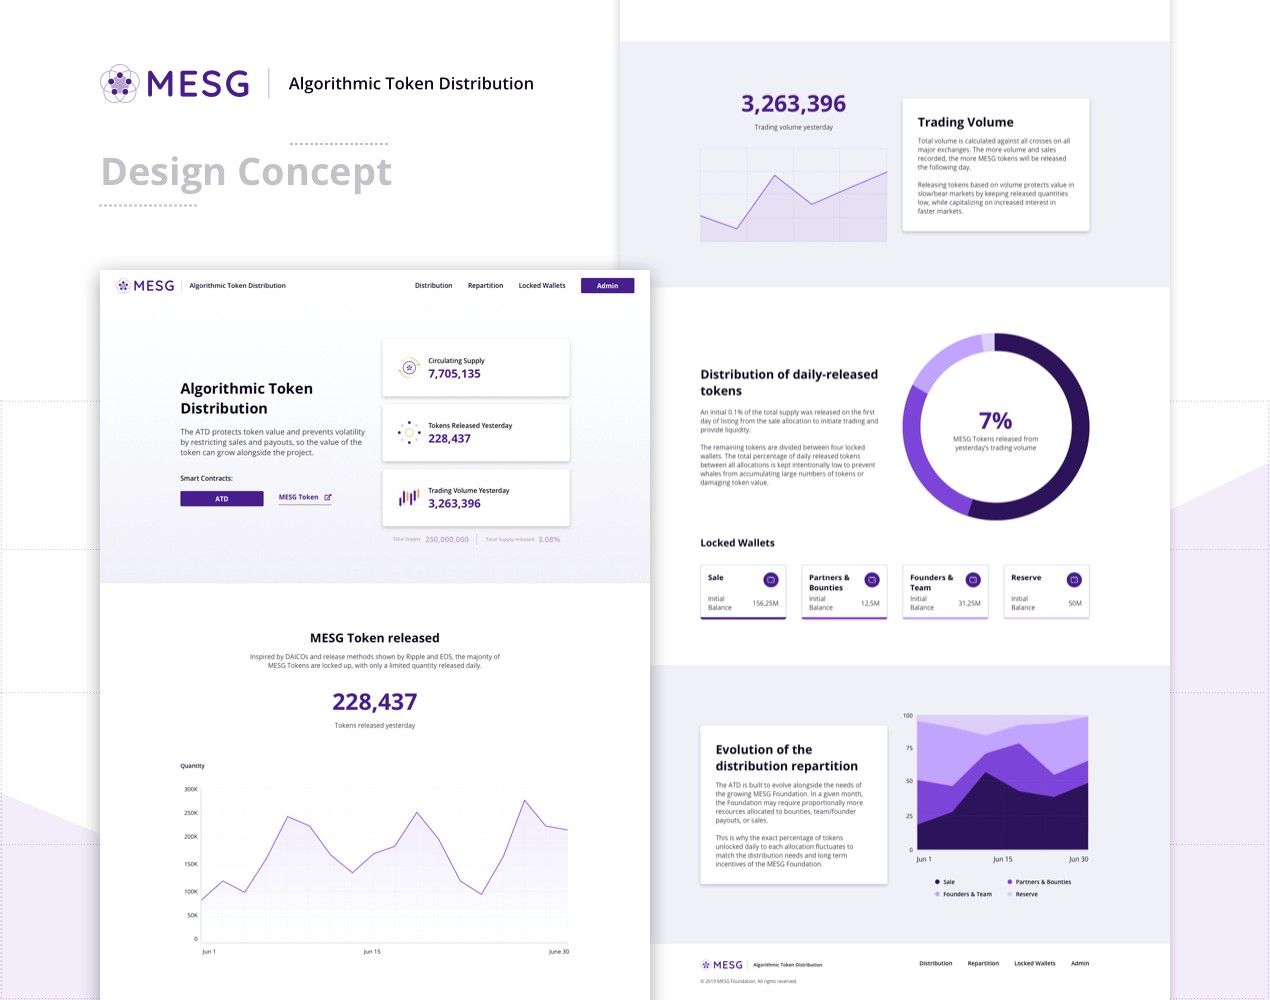 MESG
Algorithmic Token Distribution
Design Concept
MESG
Algorithmic Token Distribution
Distribution
Repartition
Locked Wallets
Admin
Algorithmic Token
Distribution
The ATD protects token value and prevents volatility
by restricting sales and payouts, so the value of the
token can grow alongside the project.
Smart Contracts:
ATD
MESG Token
Circulating Supply
7,705,135
Tokens Released Yesterday
228,437
Trading Volume Yesterday
3,263,396
Total Supply 250,000,000
Total Supply released 3.08%
MESG Token released
Inspired by DAICOs and release methods shown by Ripple and EOS, the majority of
MESG Tokens are locked up, with only a limited quantity released daily.
228,437
Tokens released yesterday
Quantity
300K
250K
200K
150K
100K
50K
0
Jun 1
Jun 15
June 30
3,263,396
Trading volume yesterday
Trading Volume
Total volume is calculated against all crosses on all
major exchanges. The more volume and sales
recorded, the more MESG tokens will be released
the following day.
Releasing tokens based on volume protects value in
slow/bear markets by keeping released quantities
low, while capitalizing on increased interest in
faster markets.
Distribution of daily-released
tokens
An initial 0.1% of the total supply was released on the first
day of listing from the sale allocation to initiate trading and
provide liquidity.
The remaining tokens are divided between four locked
wallets. The total percentage of daily released tokens
between all allocations is kept intentionally low to prevent
whales from accumulating large numbers of tokens or
damaging token value.
7%
MESG Tokens released from
yesterday's trading volume
Locked Wallets
Sale
Initial
Balance
156,25M
Partners &
Bounties
Initial
Balance
12,5M
Founders &
Team
Initial
Balance
31,25M
Reserve
Initial
Balance
50M
Evolution of the
distribution repartition
The ATD is built to evolve alongside the needs of
the growing MESG Foundation. In a given month,
the Foundation may require proportionally more
resources allocated to bounties, team/founder
payouts, or sales.
This is why the exact percentage of tokens
unlocked daily to each allocation fluctuates to
match the distribution needs and long term
incentives of the MESG Foundation.
100
75
50
25
0
Jun 1
Jun 15
Jun 30
Sale
Partners & Bounties
Founders & Team
Reserve
MESG
Algorithmic Token Distribution
Distribution
Repartition
Locked Wallets
Admin
© 2019 MESG Foundation, All rights reserved.